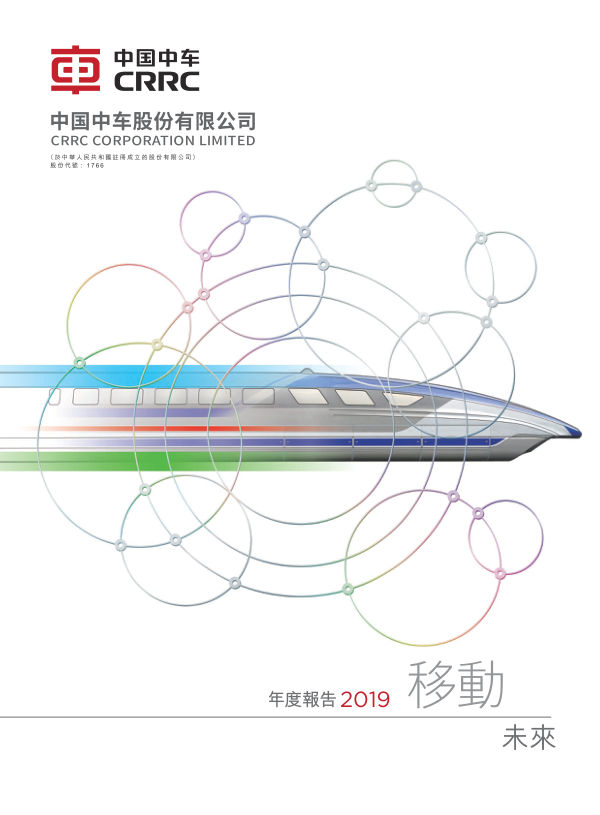 中国中车
CRRC
中国中车股份有限公司
CRRC CORPORATION LIMITED
（於中華人民共和國註冊成立的股份有限公司）
股份代號：1766
年度報告 2019 移動
未來